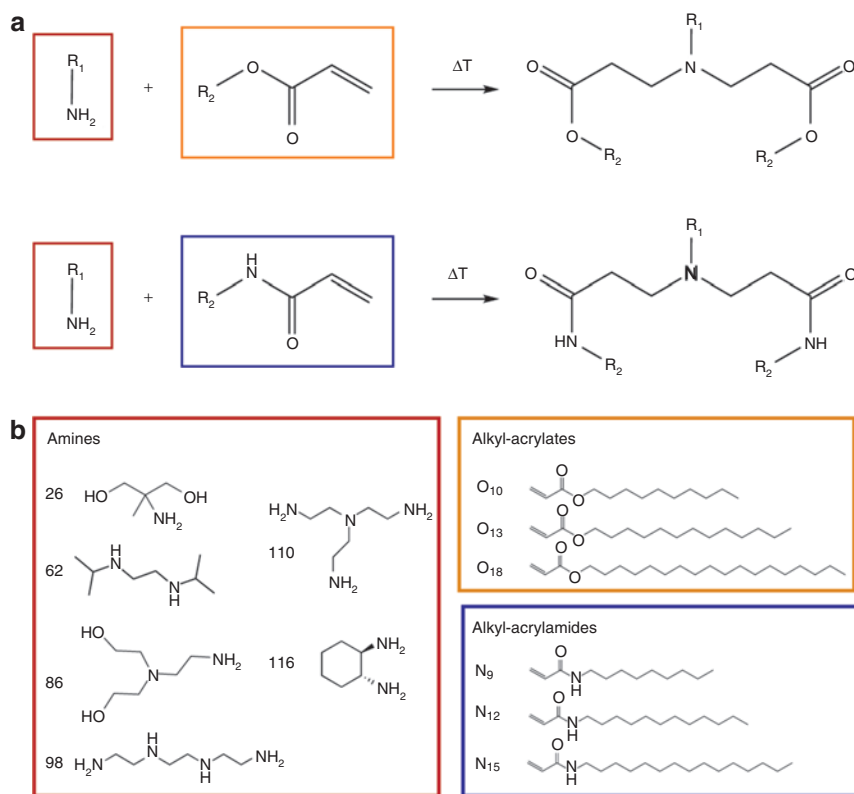 a
R1
NH2
+
R2
O
O
ΔT
R1
O N O
O O
R2 R2
R1
NH2
+
H
N
R2
O
ΔT
R1
O N O
HN NH
R2 R2
b
Amines
26
HO OH
NH2
62
H
N
N
H
86
HO
N
NH2
HO
98
H2N
H
N
N
H
NH2
110
H2N
N
NH2
NH2
116
NH2
NH2
Alkyl-acrylates
O10
O
O
O13
O
O
O18
O
O
Alkyl-acrylamides
N9
O
N
H
N12
O
N
H
N15
O
N
H